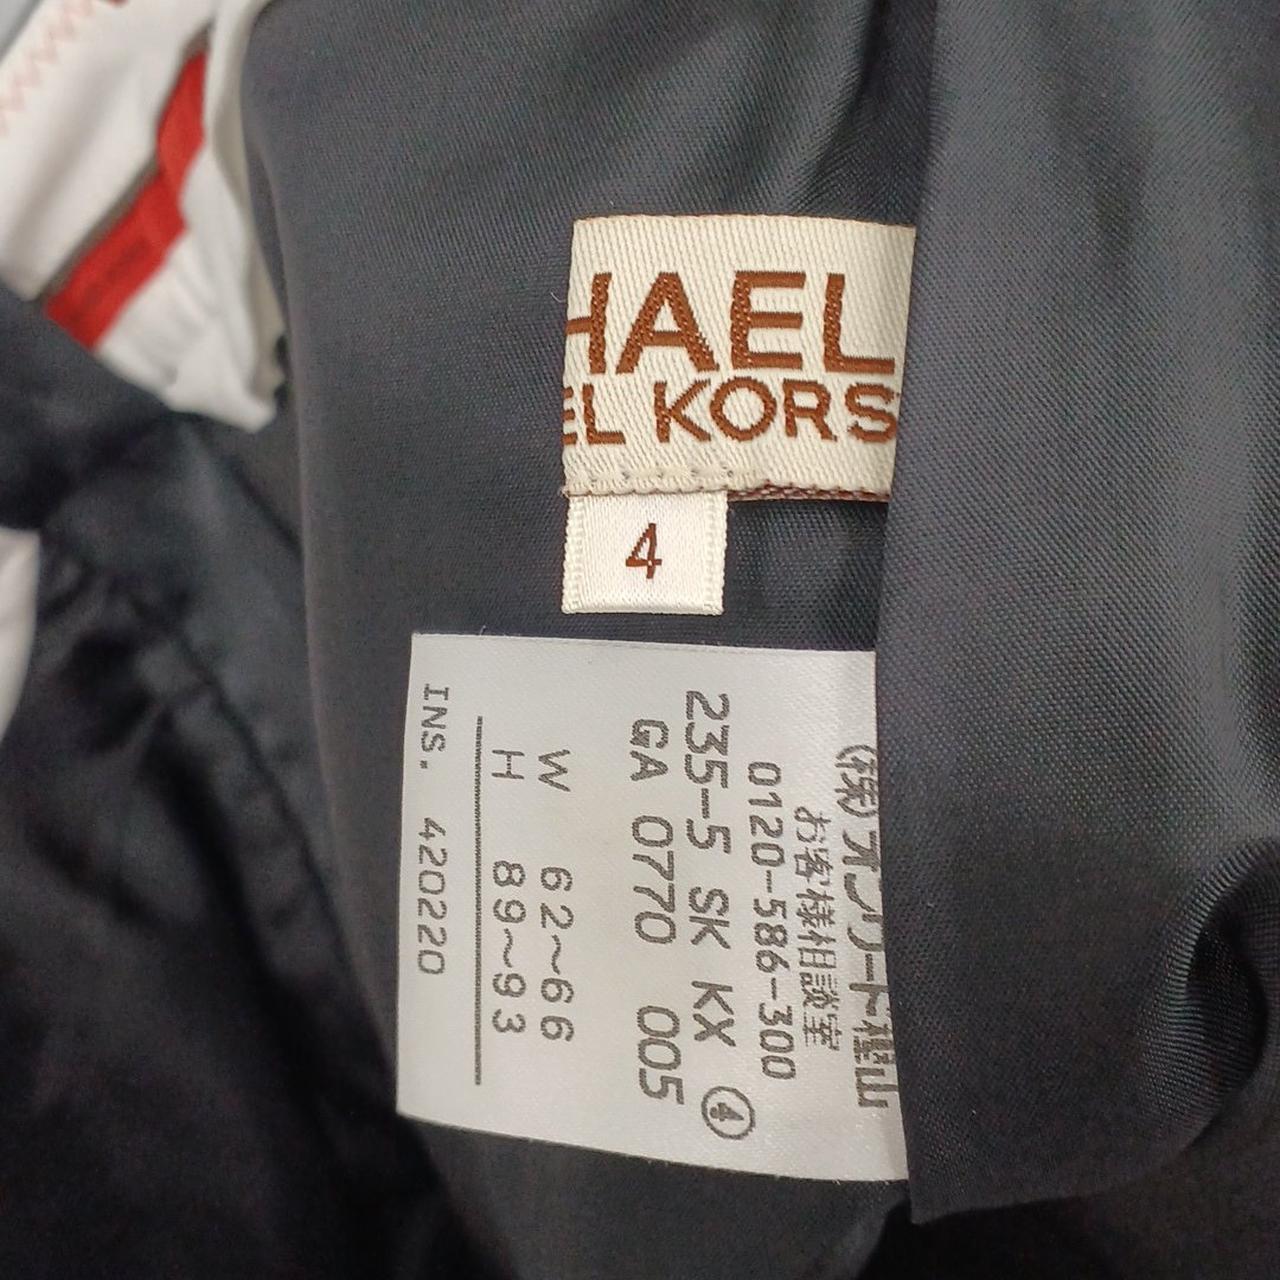 HAEL
EL KORS
4
(株)オンワード樫山
お客様相談室
0120-586-300
235-5 SK KX ④
GA 0770 005
W 62~66
H 89~93
INS. 420220